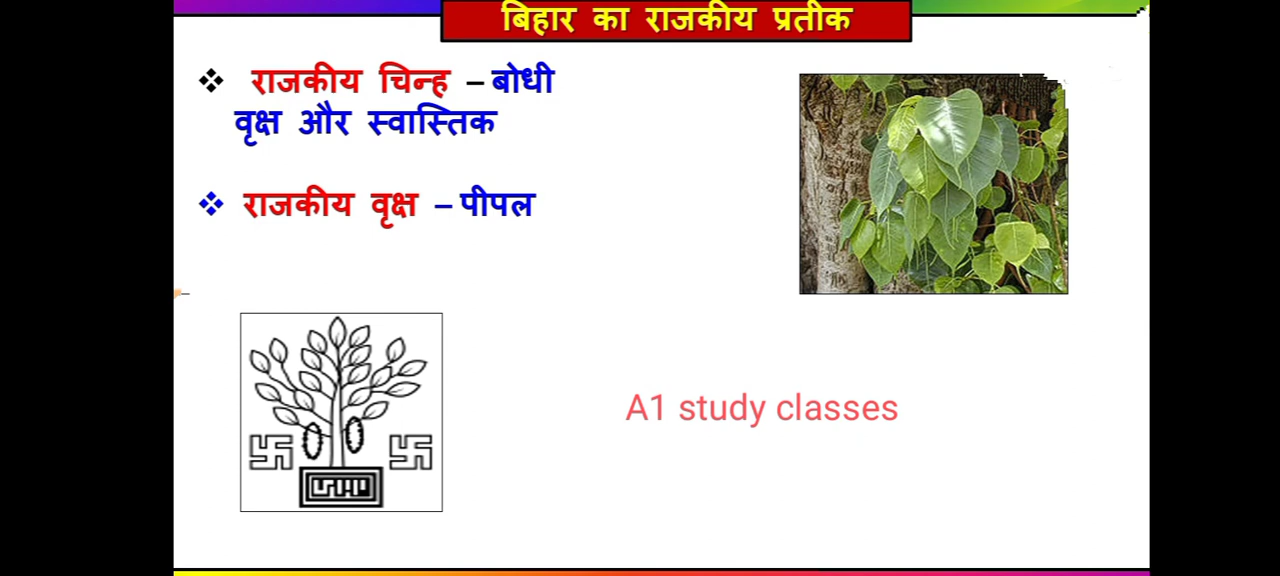 बिहार का राजकीय प्रतीक
❖ राजकीय चिन्ह – बोधी
वृक्ष और स्वास्तिक
❖ राजकीय वृक्ष – पीपल
A1 study classes